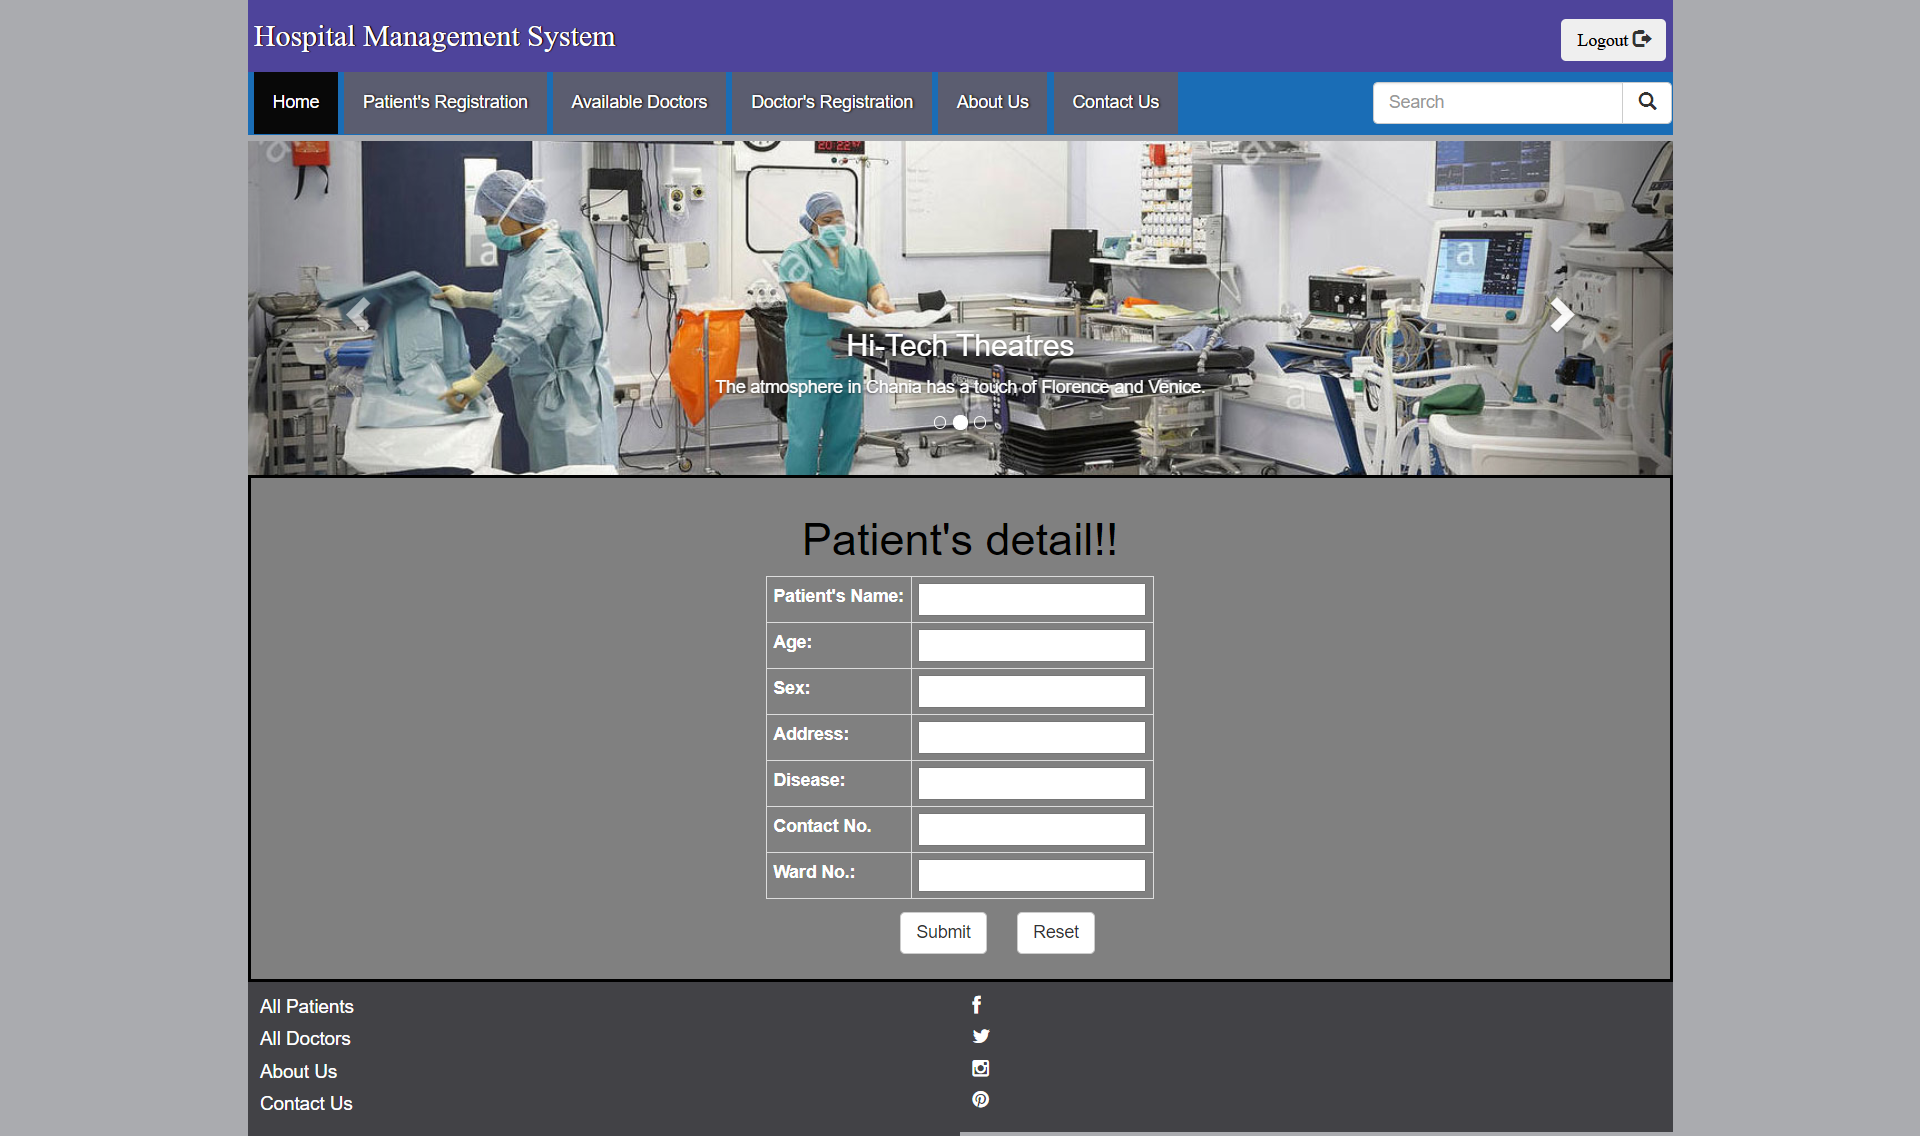 Hospital Management System
Logout
Home
Patient's Registration
Available Doctors
Doctor's Registration
About Us
Contact Us
Search
20:22
Hi-Tech Theatres
The atmosphere in Chania has a touch of Florence and Venice.
Patient's detail!!
Patient's Name:
Age:
Sex:
Address:
Disease:
Contact No.
Ward No.:
Submit
Reset
All Patients
All Doctors
About Us
Contact Us